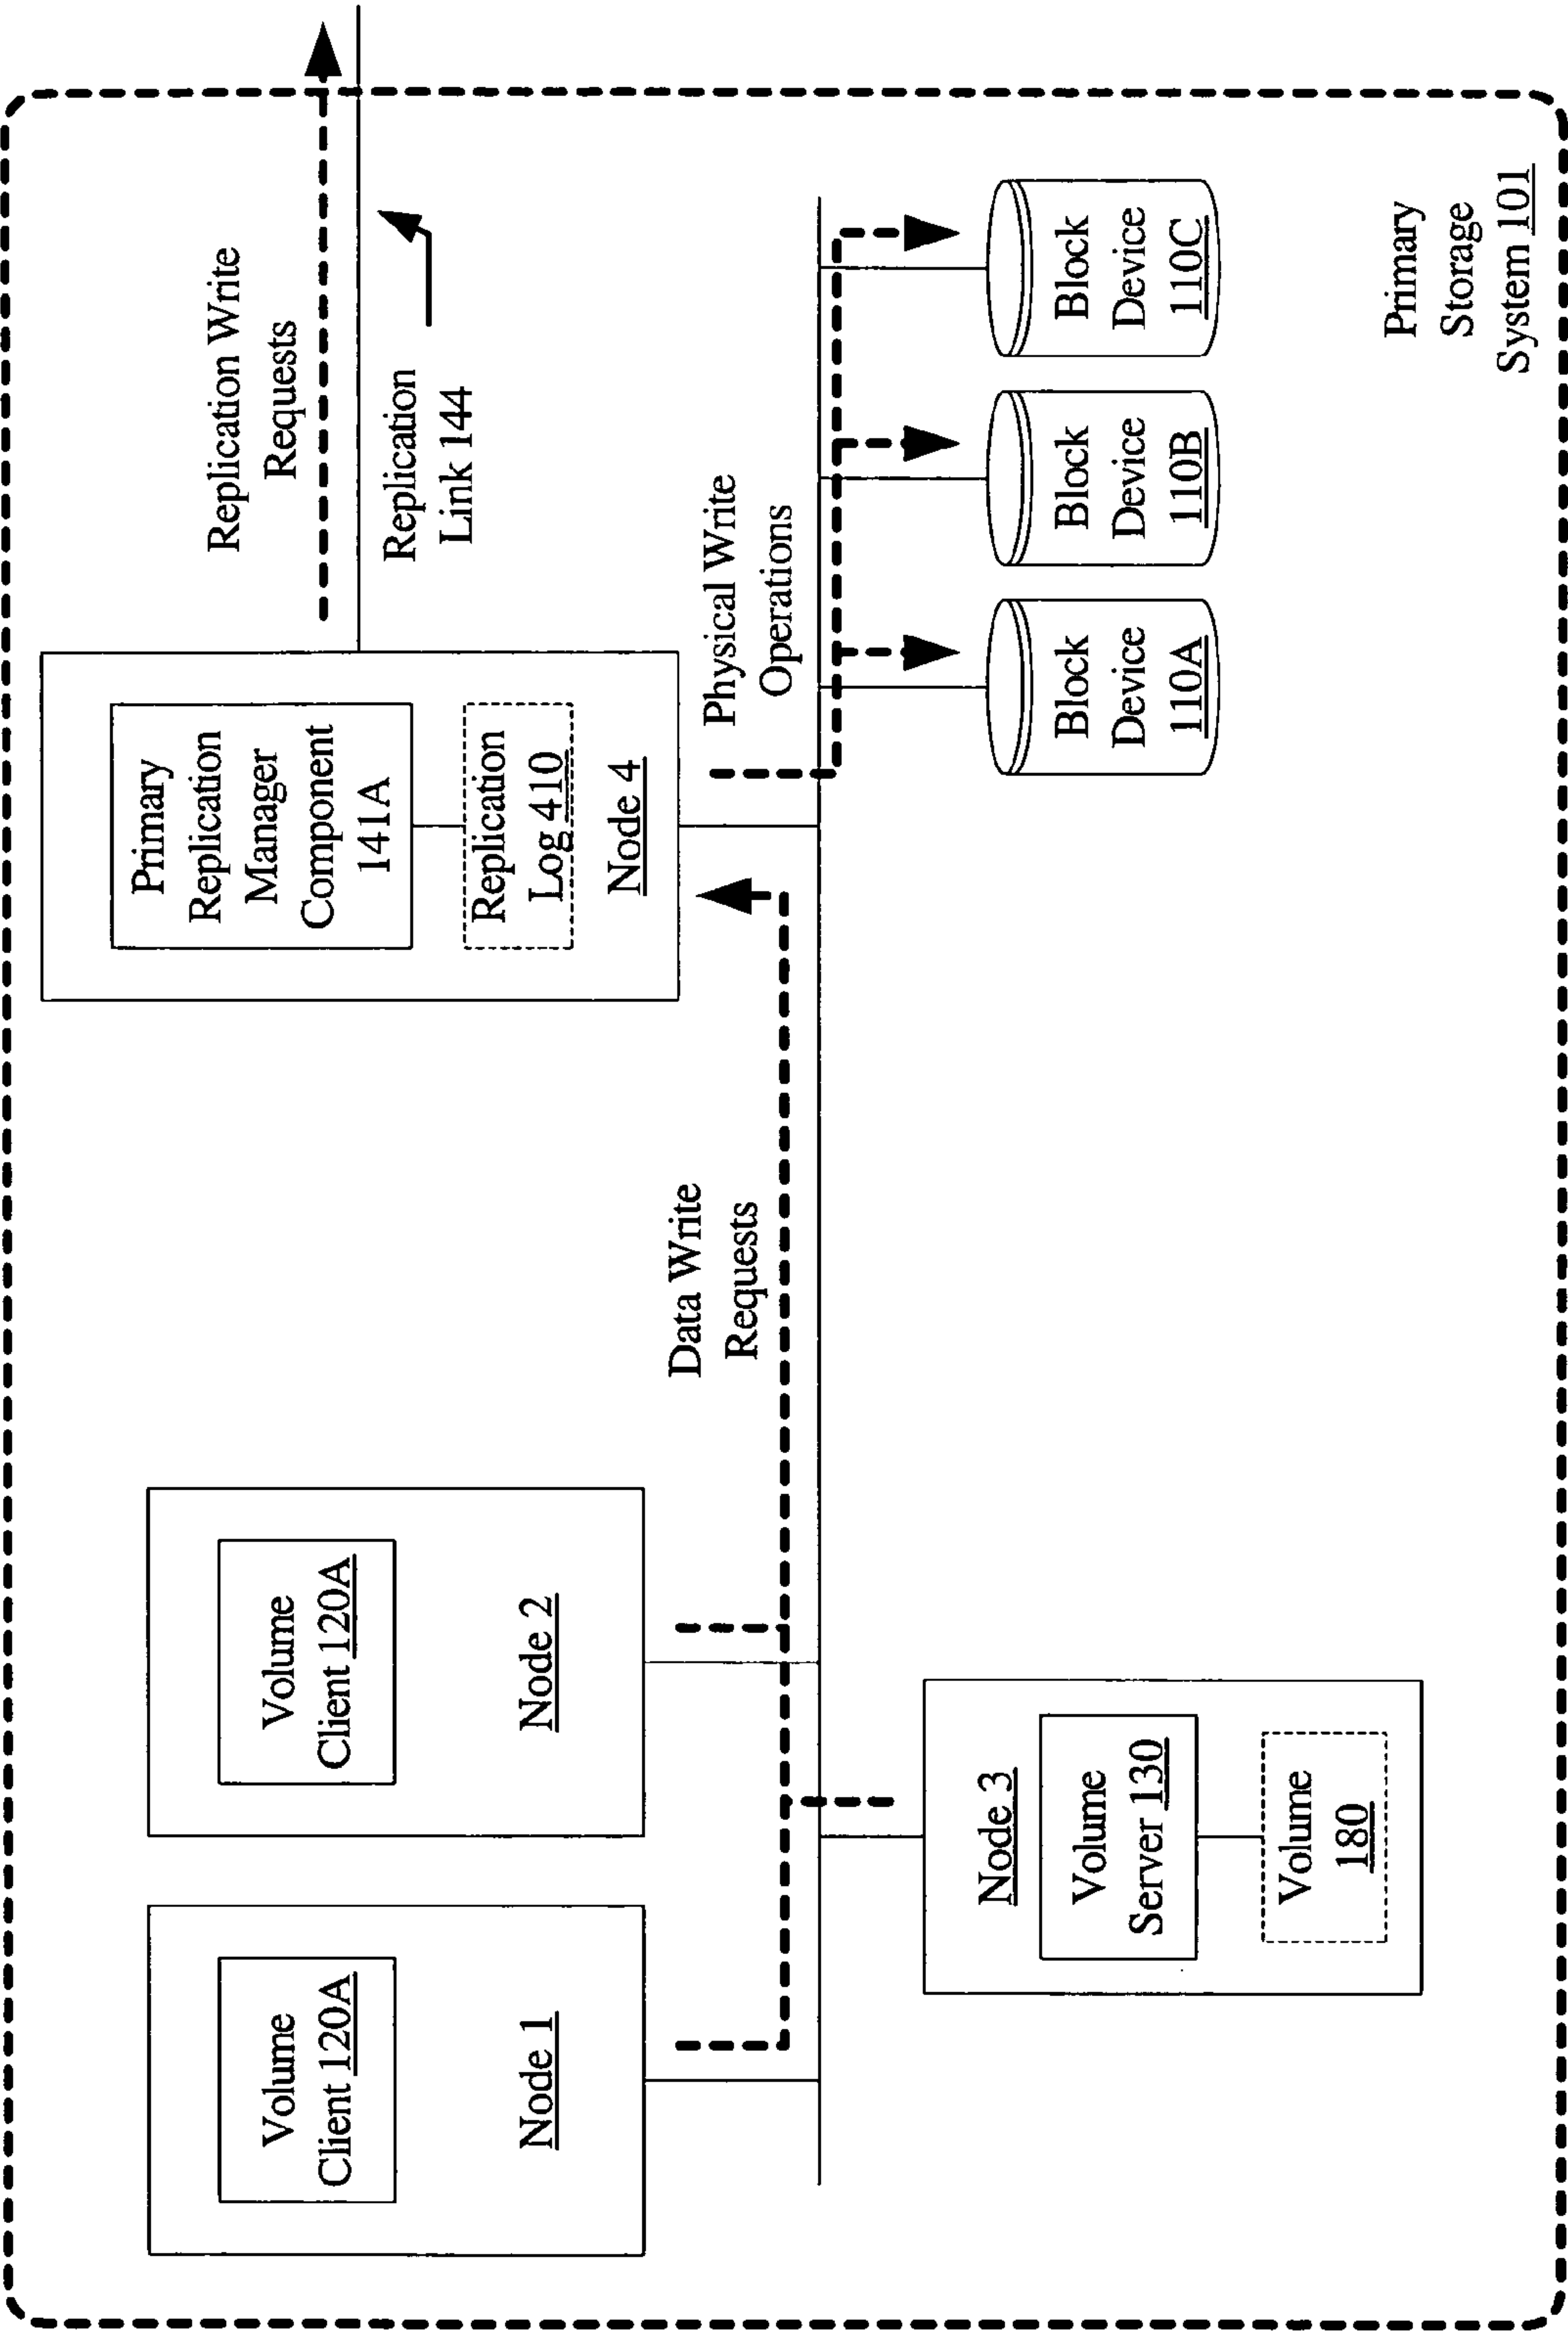 Volume
Client 120A
Node 1
Volume
Client 120A
Node 2
Data Write
Requests
Primary
Replication
Manager
Component
141A
Replication
Log 410
Node 4
Replication Write
Requests
Replication
Link 144
Physical Write
Operations
Node 3
Volume
Server 130
Volume
180
Block
Device
110A
Block
Device
110B
Block
Device
110C
Primary
Storage
System 101